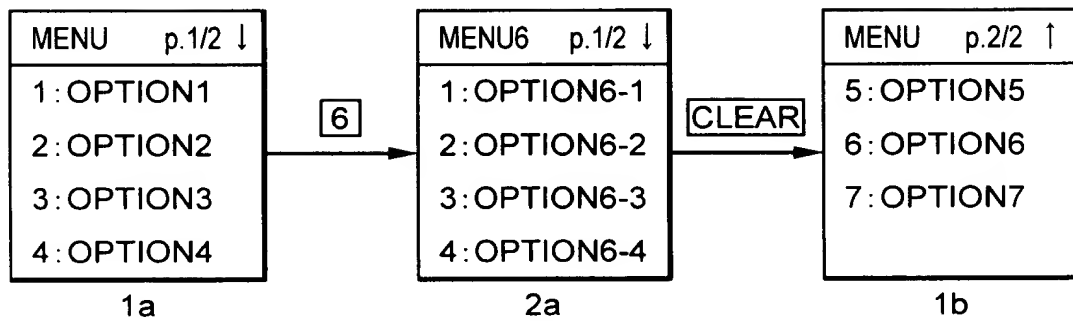 MENU p.1/2 ↓
1:OPTION1
2:OPTION2
3:OPTION3
4:OPTION4
1a
6
MENU6 p.1/2 ↓
1:OPTION6-1
2:OPTION6-2
3:OPTION6-3
4:OPTION6-4
2a
CLEAR
MENU p.2/2 ↑
5:OPTION5
6:OPTION6
7:OPTION7
1b